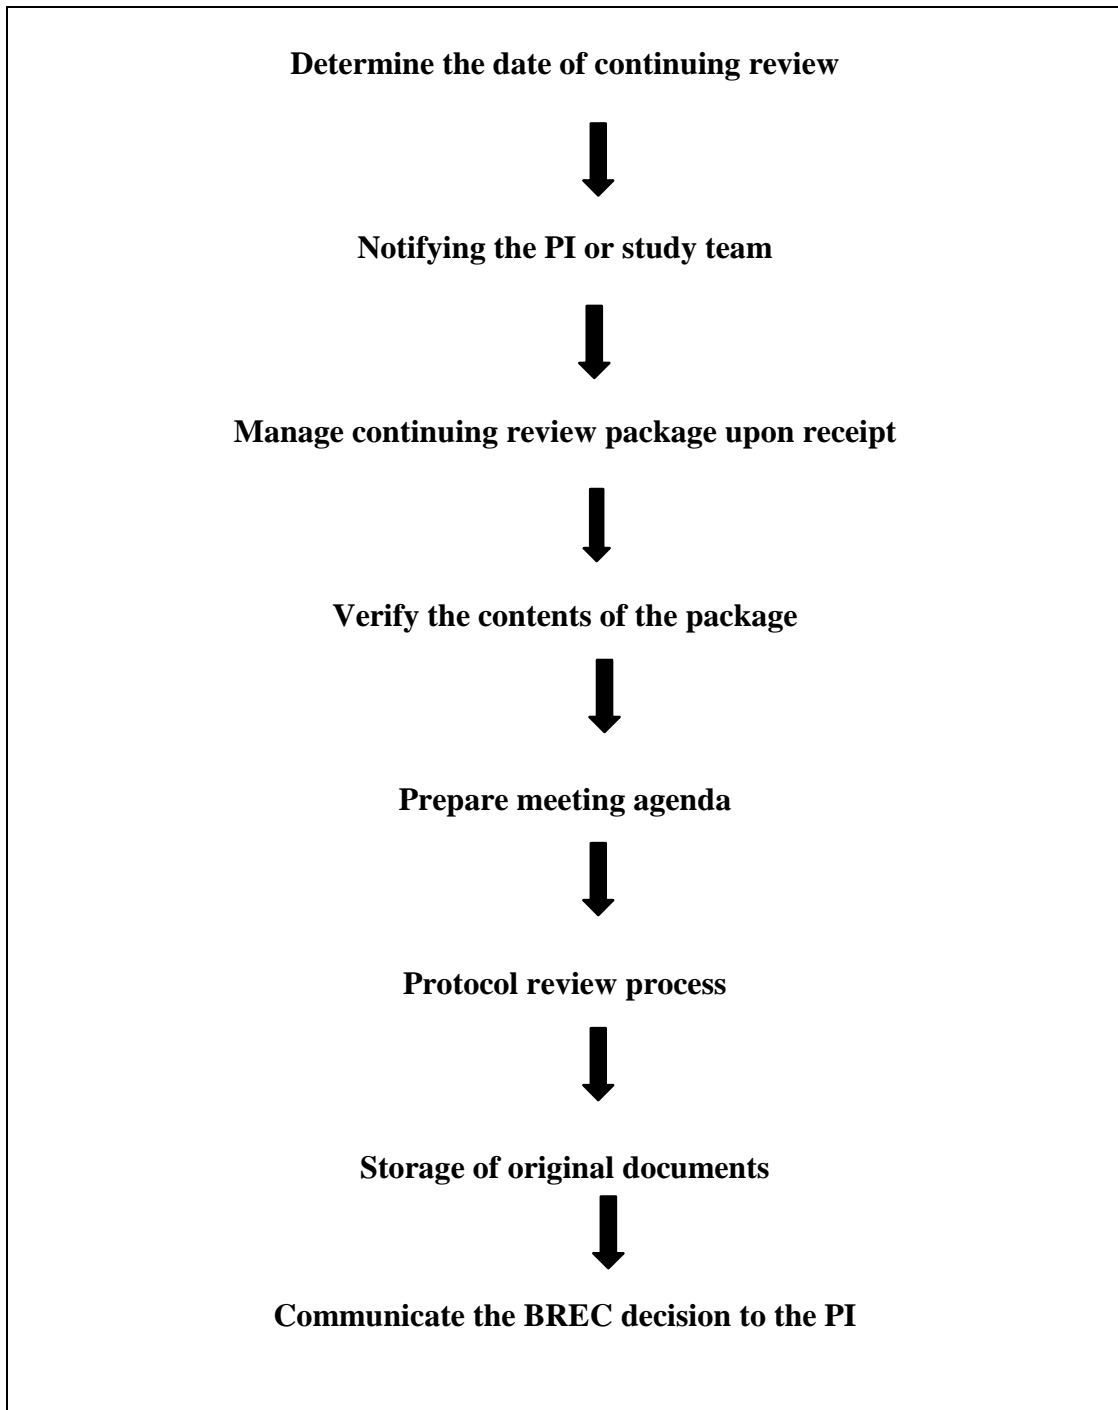 Determine the date of continuing review
Notifying the PI or study team
Manage continuing review package upon receipt
Verify the contents of the package
Prepare meeting agenda
Protocol review process
Storage of original documents
Communicate the BREC decision to the PI